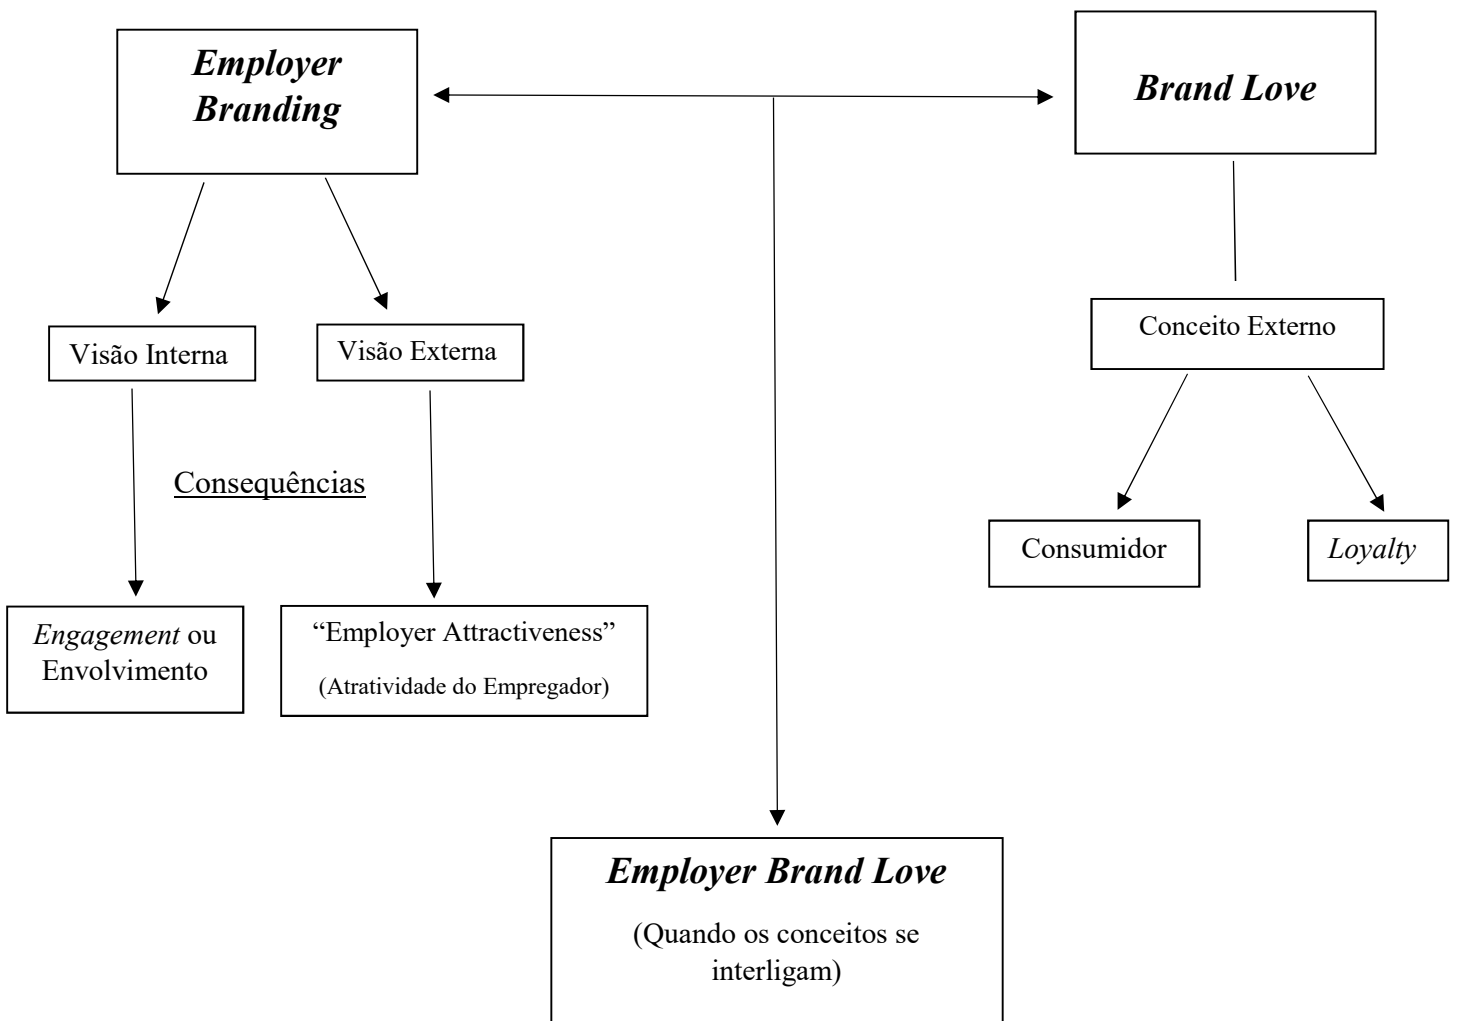 Employer
Branding
Brand Love
Conceito Externo
Visão Interna
Visão Externa
Consequências
Consumidor
Loyalty
Engagement ou
Envolvimento
“Employer Attractiveness”
(Atratividade do Empregador)
Employer Brand Love
(Quando os conceitos se
interligam)